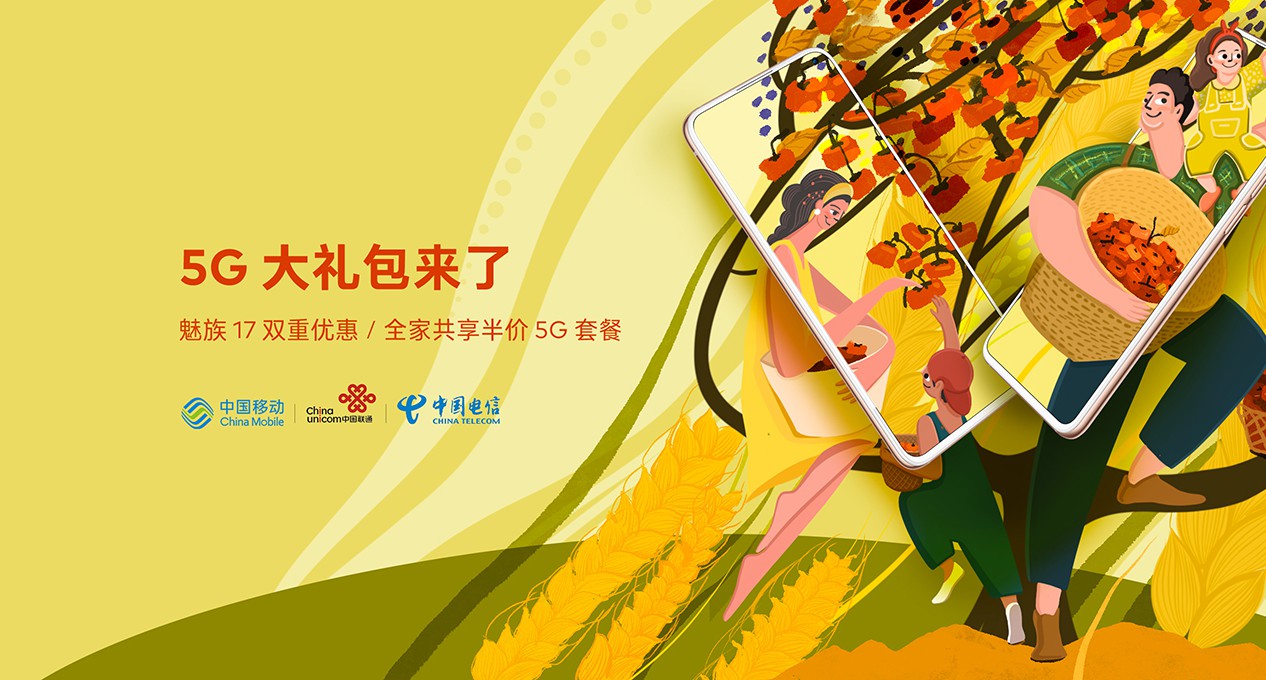 5G 大礼包来了
魅族 17 双重优惠 / 全家共享半价 5G 套餐
中国移动
China Mobile
China
unicom中国联通
中国电信
CHINA TELECOM